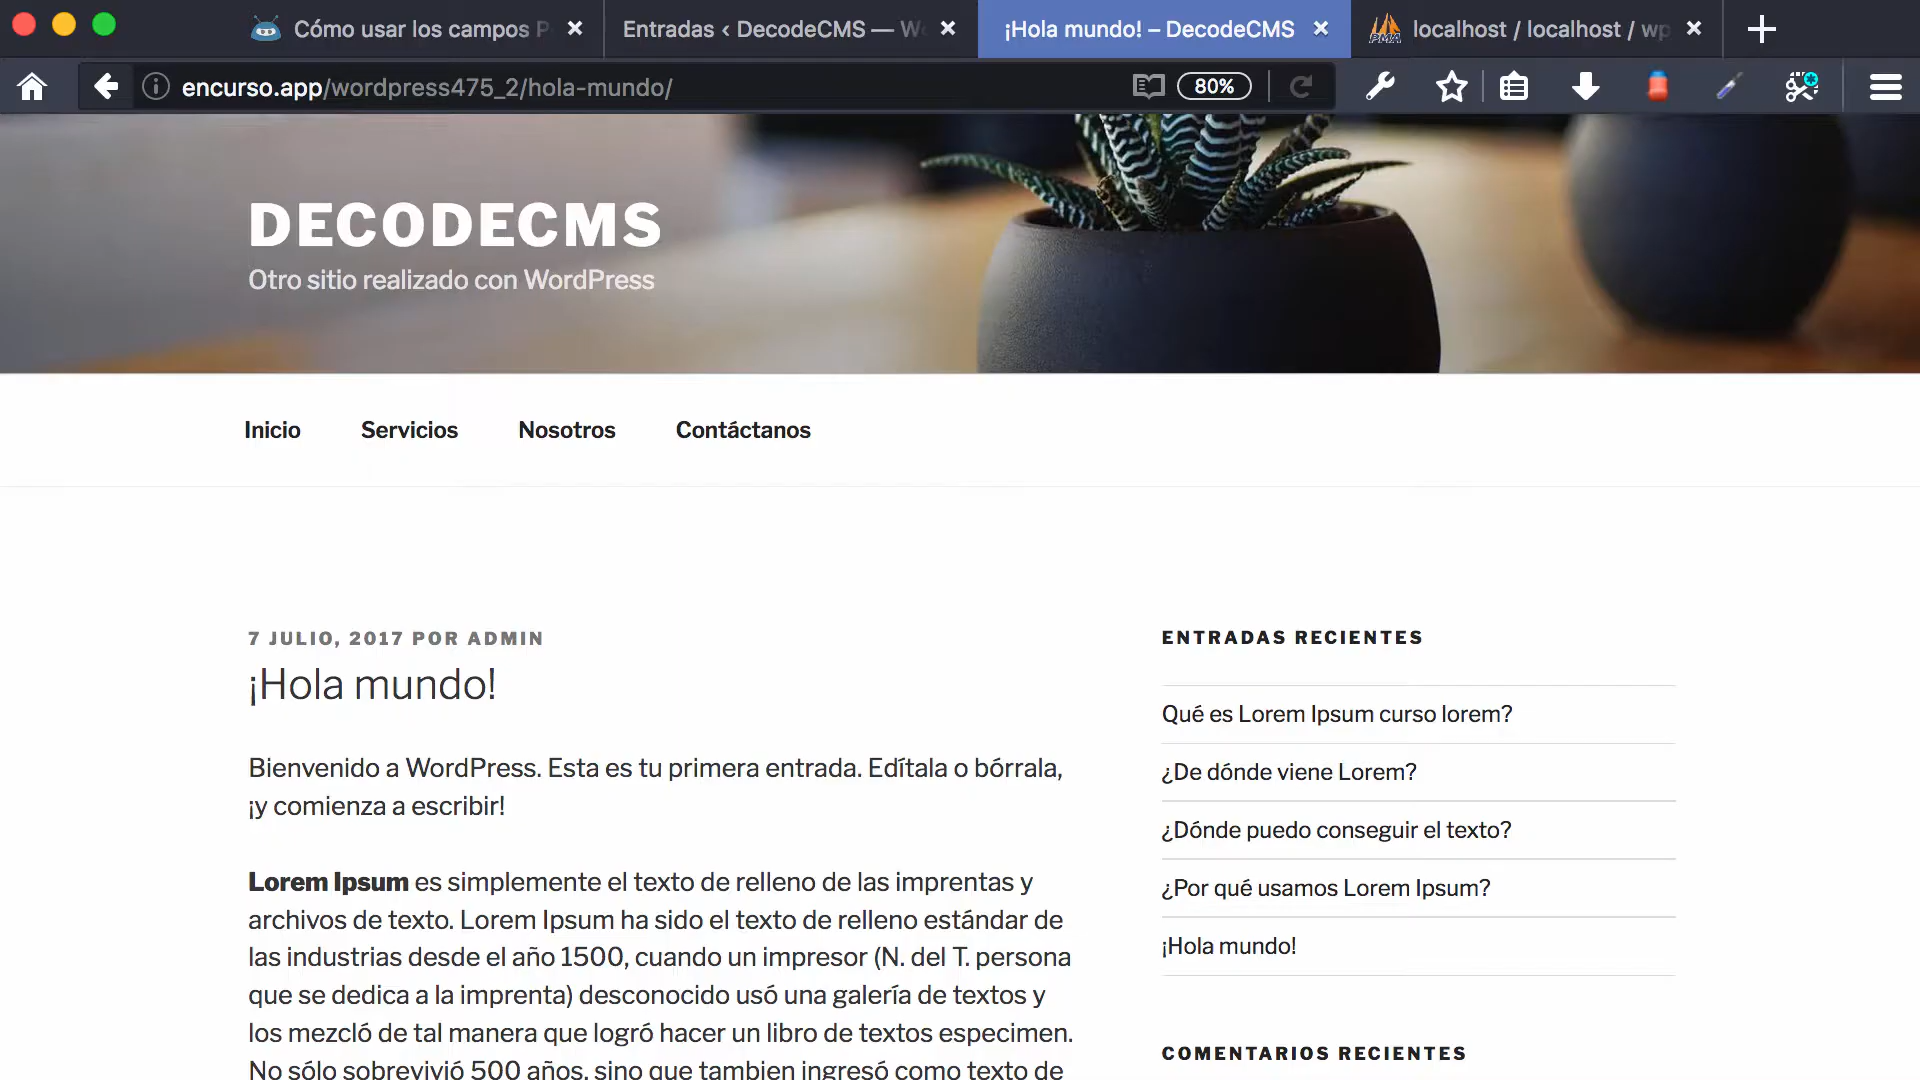 Cómo usar los campos P
Entradas ‹ DecodeCMS — W
¡Hola mundo! – DecodeCMS
localhost / localhost / wp
encurso.app/wordpress475_2/hola-mundo/
80%
DECODECMS
Otro sitio realizado con WordPress
Inicio
Servicios
Nosotros
Contáctanos
7 JULIO, 2017 POR ADMIN
¡Hola mundo!
Bienvenido a WordPress. Esta es tu primera entrada. Edítala o bórrala,
¡y comienza a escribir!
Lorem Ipsum es simplemente el texto de relleno de las imprentas y
archivos de texto. Lorem Ipsum ha sido el texto de relleno estándar de
las industrias desde el año 1500, cuando un impresor (N. del T. persona
que se dedica a la imprenta) desconocido usó una galería de textos y
los mezcló de tal manera que logró hacer un libro de textos especimen.
No sólo sobrevivió 500 años, sino que tambien ingresó como texto de
ENTRADAS RECIENTES
Qué es Lorem Ipsum curso lorem?
¿De dónde viene Lorem?
¿Dónde puedo conseguir el texto?
¿Por qué usamos Lorem Ipsum?
¡Hola mundo!
COMENTARIOS RECIENTES